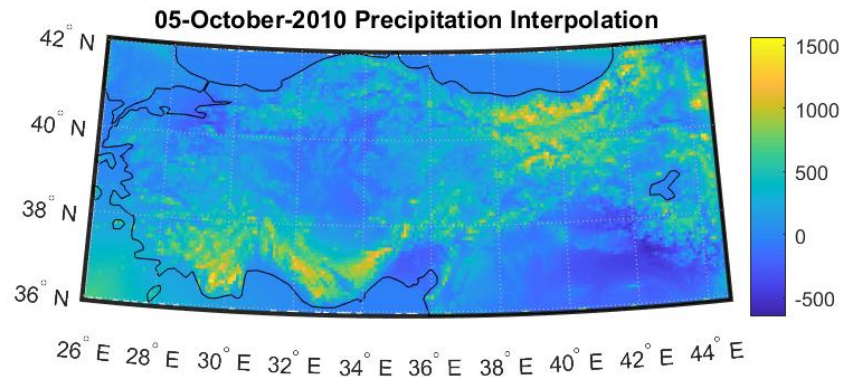 05-October-2010 Precipitation Interpolation
42° N
40° N
38° N
36° N
26° E 28° E 30° E 32° E 34° E 36° E 38° E 40° E 42° E 44° E
1500
1000
500
0
-500